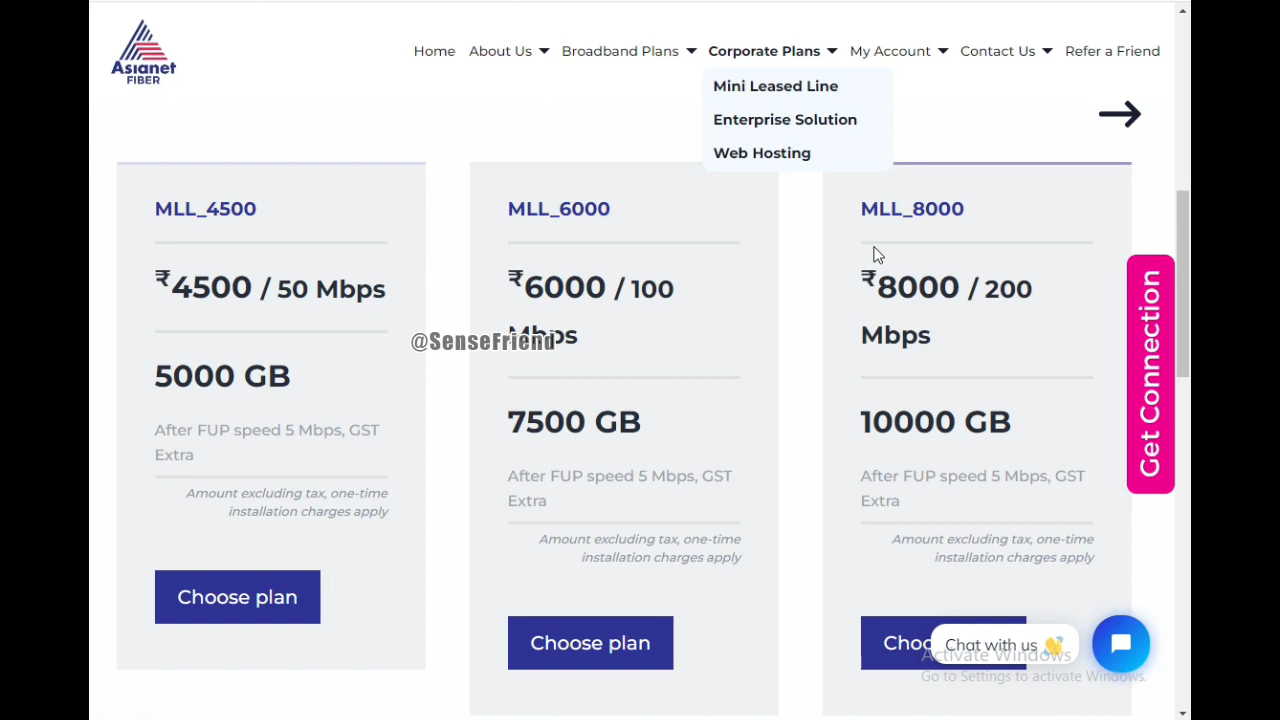 Asianet
FIBER
Home About Us Broadband Plans Corporate Plans My Account Contact Us Refer a Friend
Mini Leased Line
Enterprise Solution
Web Hosting
MLL_4500
₹4500 / 50 Mbps
5000 GB
After FUP speed 5 Mbps, GST
Extra
Amount excluding tax, one-time
installation charges apply
Choose plan
MLL_6000
₹6000 / 100
Mbps
@SenseFriend
7500 GB
After FUP speed 5 Mbps, GST
Extra
Amount excluding tax, one-time
installation charges apply
Choose plan
MLL_8000
₹8000 / 200
Mbps
10000 GB
After FUP speed 5 Mbps, GST
Extra
Amount excluding tax, one-time
installation charges apply
Get Connection
Chat with us 👋
Activate Windows
Go to Settings to activate Windows.